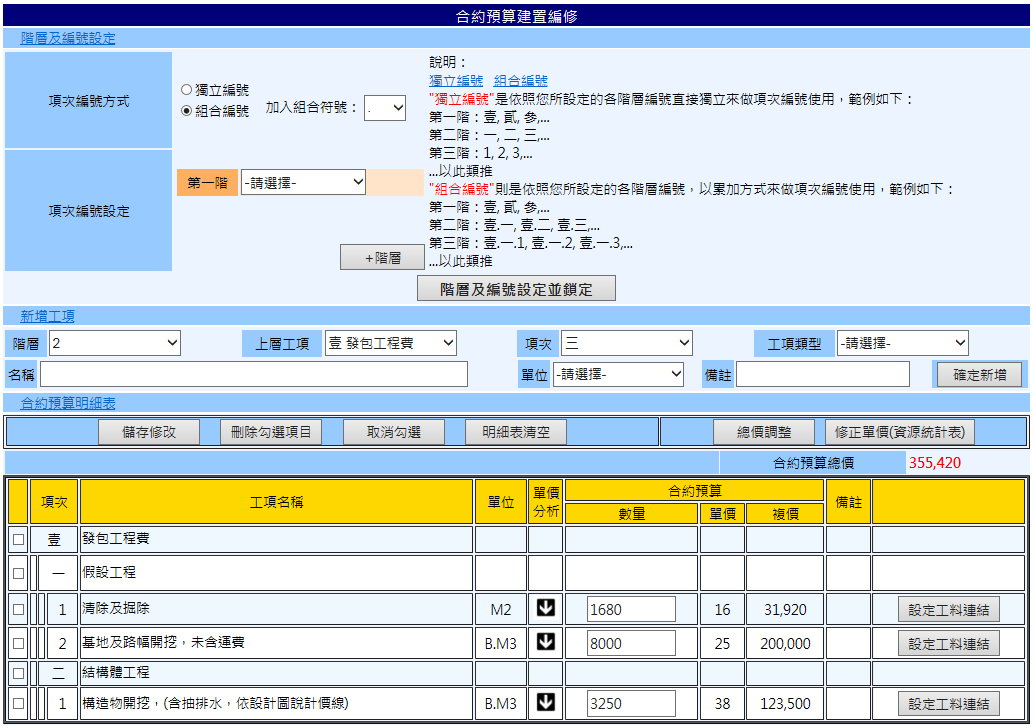 合約預算建置編修
階層及編號設定
項次編號方式
獨立編號
組合編號
加入組合符號：
.
說明：
獨立編號 組合編號
"獨立編號"是依照您所設定的各階層編號直接獨立來做項次編號使用，範例如下：
第一階：壹, 貳, 參,...
第二階：一, 二, 三,...
第三階：1, 2, 3,...
...以此類推
"組合編號"則是依照您所設定的各階層編號，以累加方式來做項次編號使用，範例如下：
第一階：壹, 貳, 參,...
第二階：壹.一, 壹.二, 壹.三,...
第三階：壹.一.1, 壹.一.2, 壹.一.3,...
...以此類推
項次編號設定
第一階 -請選擇-
+階層
階層及編號設定並鎖定
新增工項
階層 2 上層工項 壹 發包工程費 項次 三 工項類型 -請選擇-
名稱 單位 -請選擇- 備註 確定新增
合約預算明細表
儲存修改 刪除勾選項目 取消勾選 明細表清空 總價調整 修正單價(資源統計表)
合約預算總價 355,420
項次 工項名稱 單位 單價分析 合約預算 備註
數量 單價 複價
壹 發包工程費
一 假設工程
1 清除及掘除 M2 1680 16 31,920 設定工料連結
2 基地及路幅開挖，未含運費 B.M3 8000 25 200,000 設定工料連結
二 結構體工程
1 構造物開挖，(含抽排水，依設計圖說計價線) B.M3 3250 38 123,500 設定工料連結